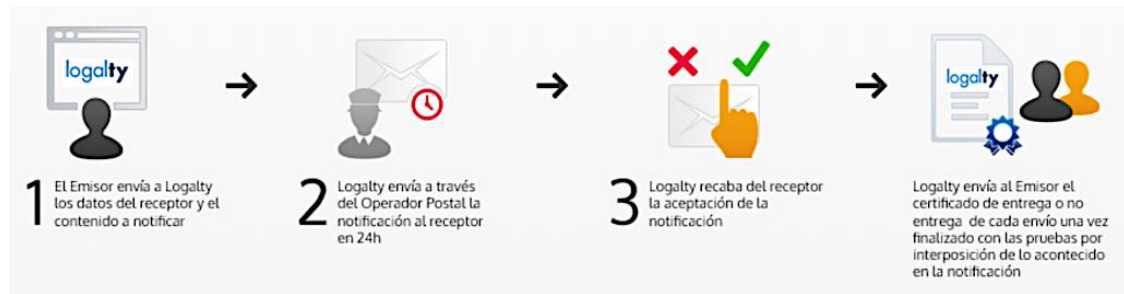 logalty
1
El Emisor envía a Logalty
los datos del receptor y el
contenido a notificar
2
Logalty envía a través
del Operador Postal la
notificación al receptor
en 24h
3
Logalty recaba del receptor
la aceptación de la
notificación
logalty
Logalty envía al Emisor el
certificado de entrega o no
entrega de cada envío una vez
finalizado con las pruebas por
interposición de lo acontecido
en la notificación